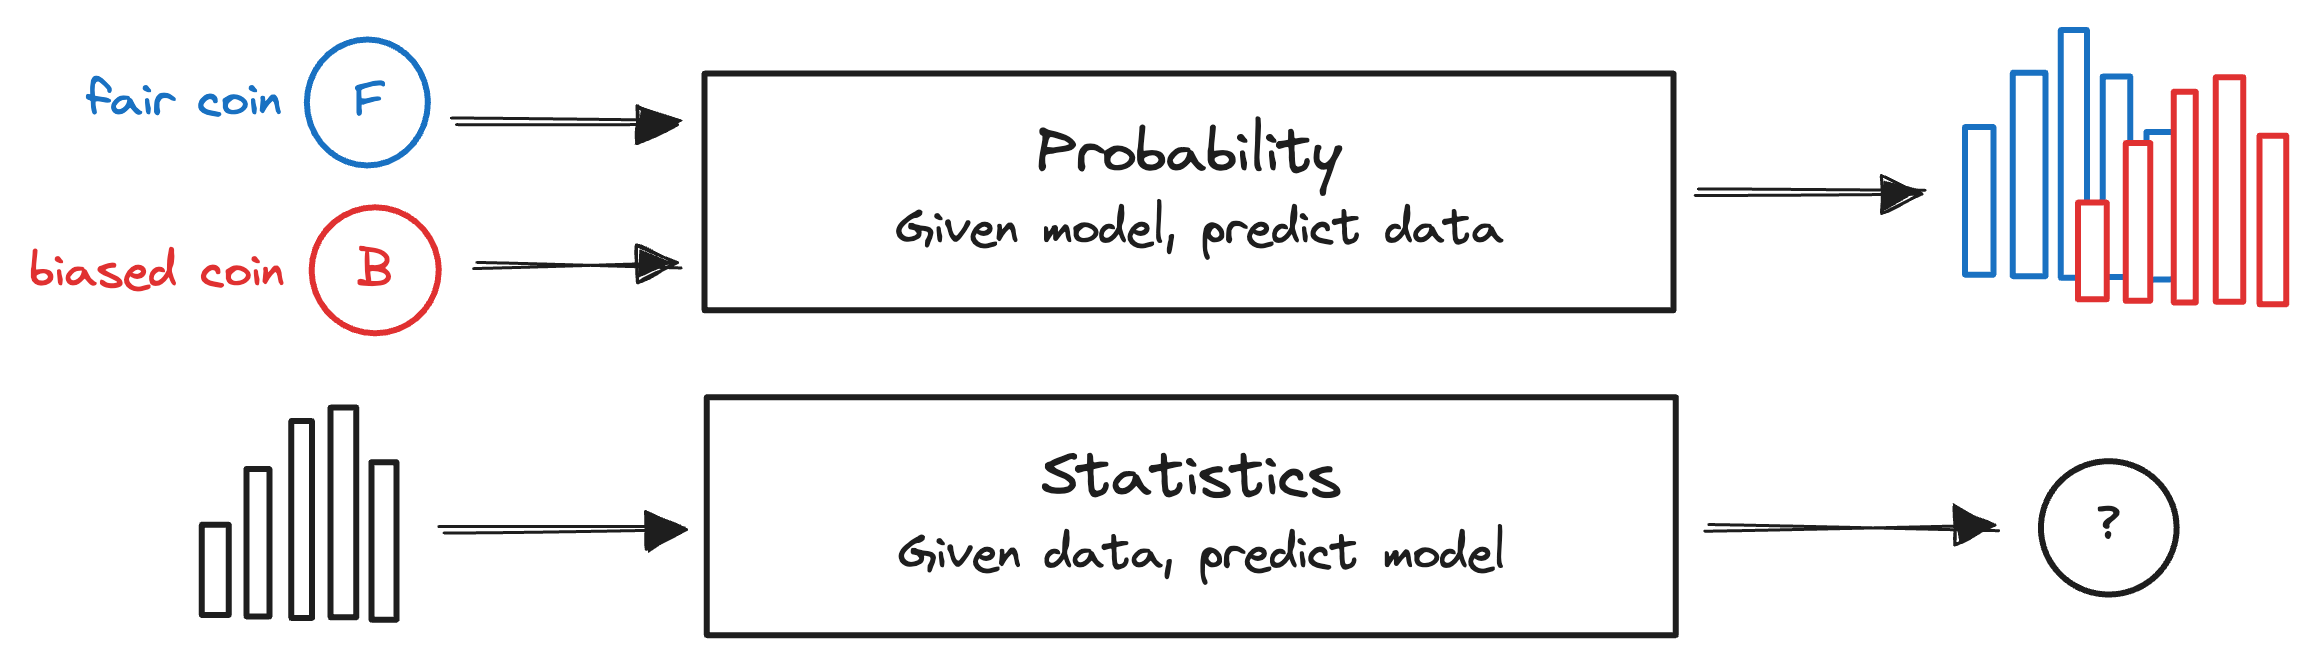 fair coin
F
biased coin
B
Probability
Given model, predict data
Statistics
Given data, predict model
?